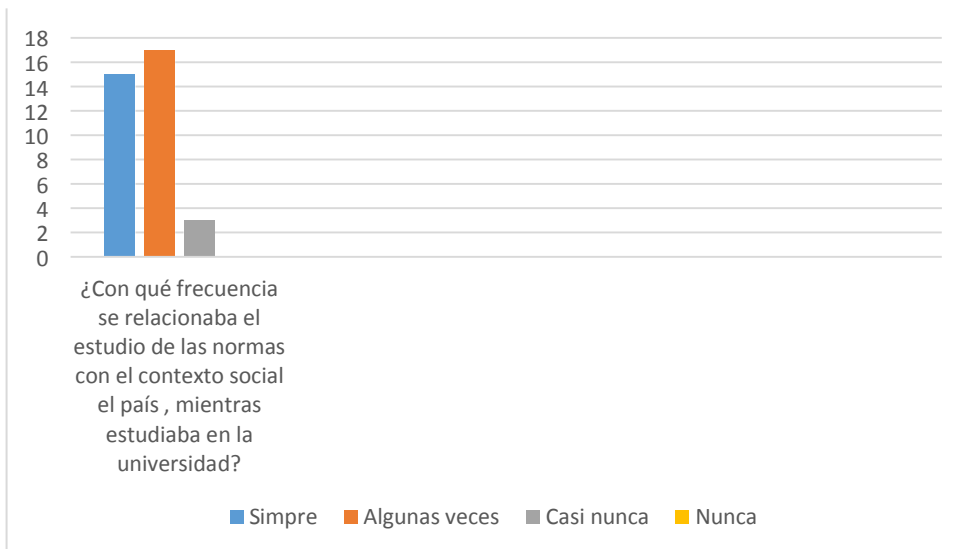 18
16
14
12
10
8
6
4
2
0
¿Con qué frecuencia
se relacionaba el
estudio de las normas
con el contexto social
el país , mientras
estudiaba en la
universidad?
Simpre Algunas veces Casi nunca Nunca